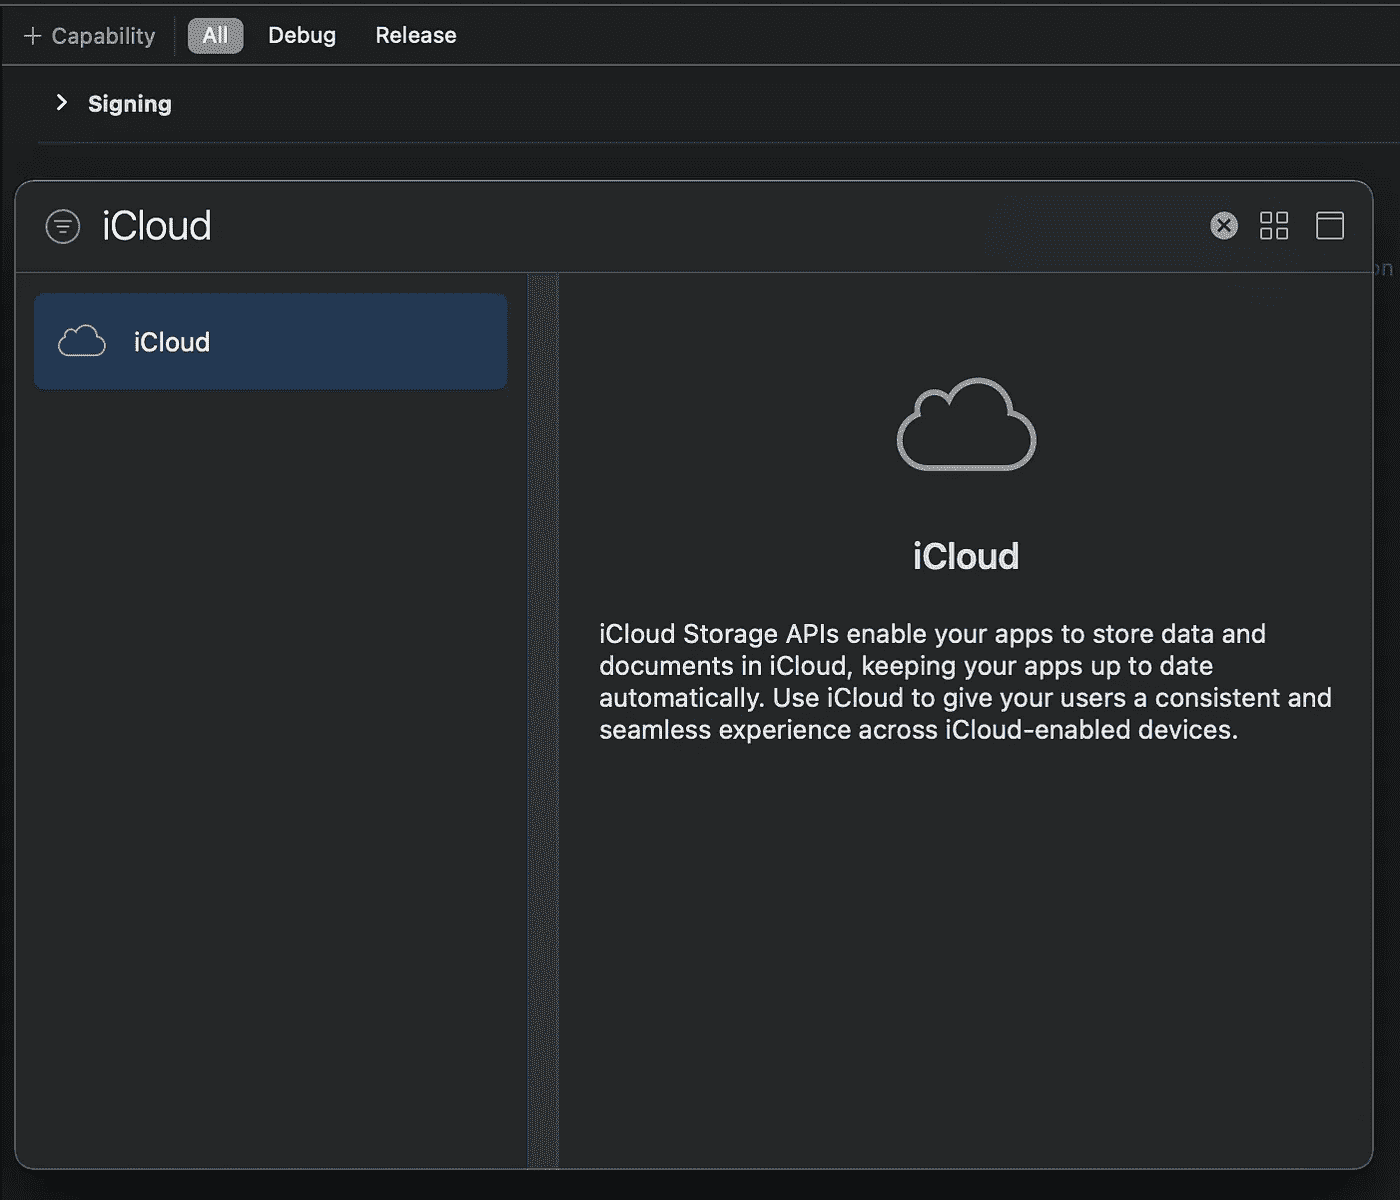 + Capability All Debug Release
Signing
iCloud
iCloud
iCloud
iCloud Storage APIs enable your apps to store data and
documents in iCloud, keeping your apps up to date
automatically. Use iCloud to give your users a consistent and
seamless experience across iCloud-enabled devices.